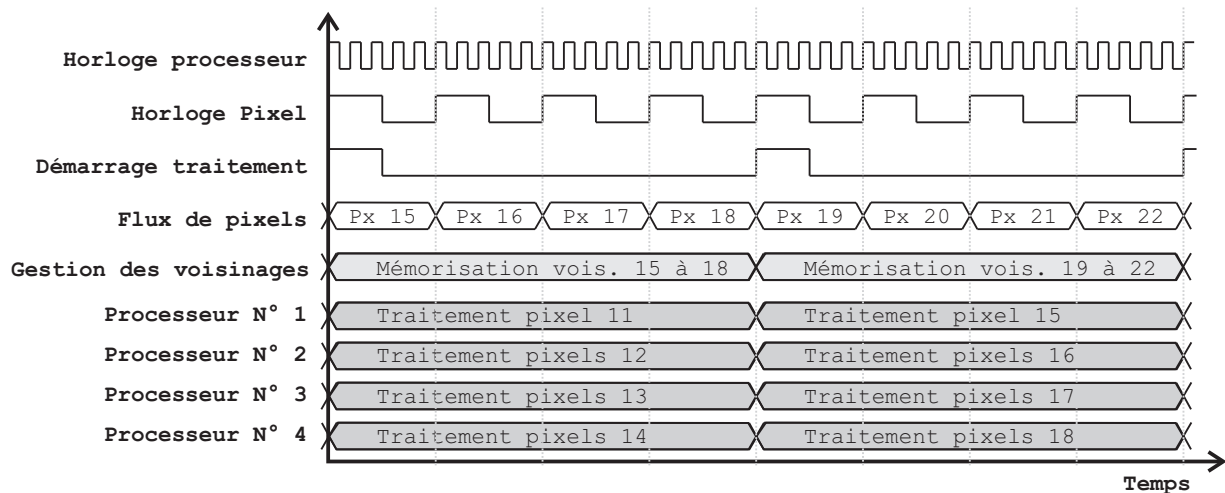 Horloge processeur
Horloge Pixel
Démarrage traitement
Flux de pixels Px 15 Px 16 Px 17 Px 18 Px 19 Px 20 Px 21 Px 22
Gestion des voisinages Mémorisation vois. 15 à 18 Mémorisation vois. 19 à 22
Processeur N° 1 Traitement pixel 11 Traitement pixel 15
Processeur N° 2 Traitement pixels 12 Traitement pixels 16
Processeur N° 3 Traitement pixels 13 Traitement pixels 17
Processeur N° 4 Traitement pixels 14 Traitement pixels 18
Temps